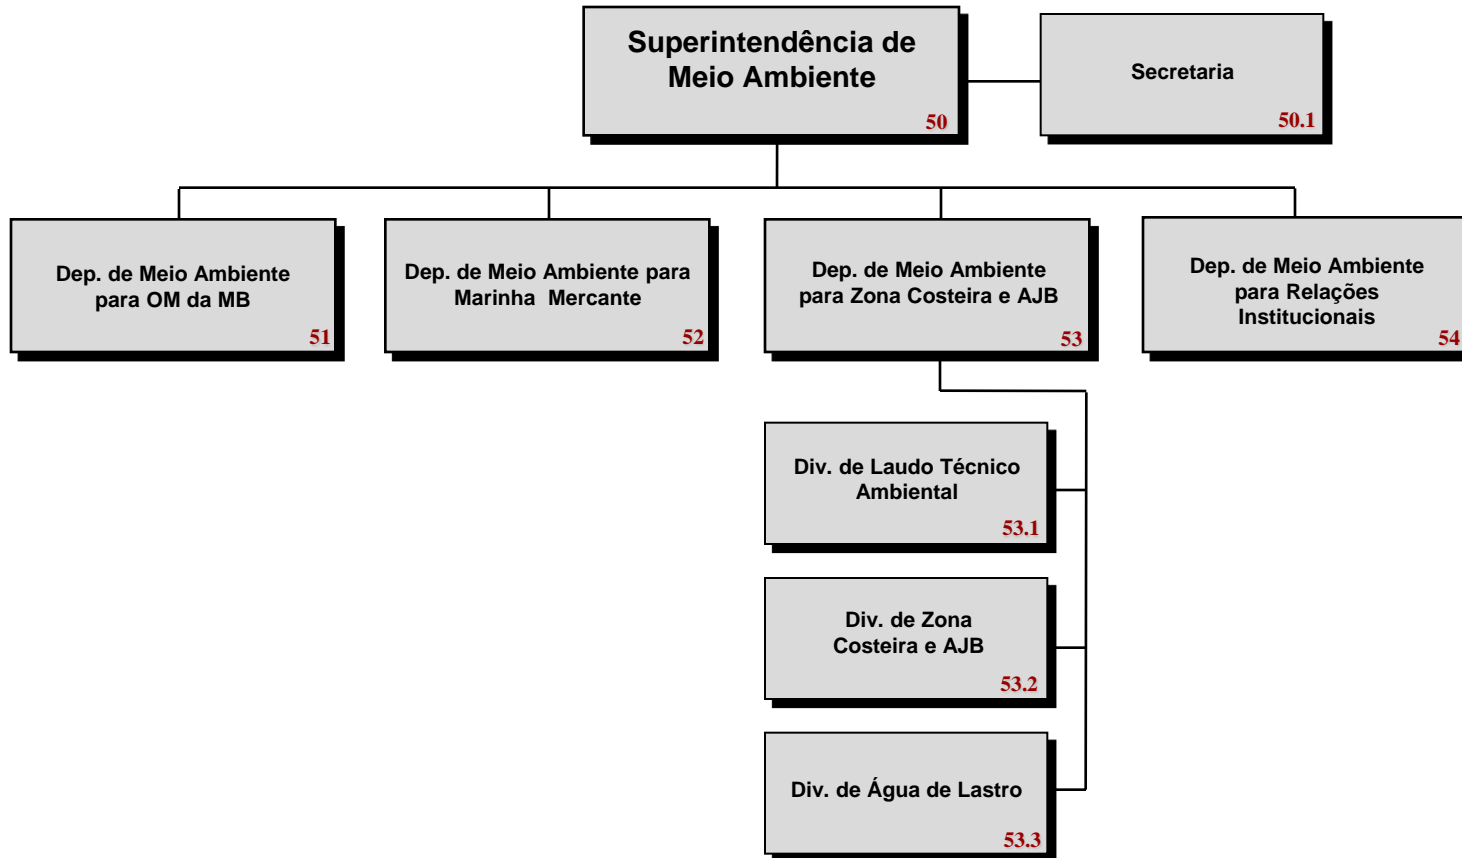 Superintendência de
Meio Ambiente
50
Secretaria
50.1
Dep. de Meio Ambiente
para OM da MB
51
Dep. de Meio Ambiente para
Marinha Mercante
52
Dep. de Meio Ambiente
para Zona Costeira e AJB
53
Dep. de Meio Ambiente
para Relações
Institucionais
54
Div. de Laudo Técnico
Ambiental
53.1
Div. de Zona
Costeira e AJB
53.2
Div. de Água de Lastro
53.3